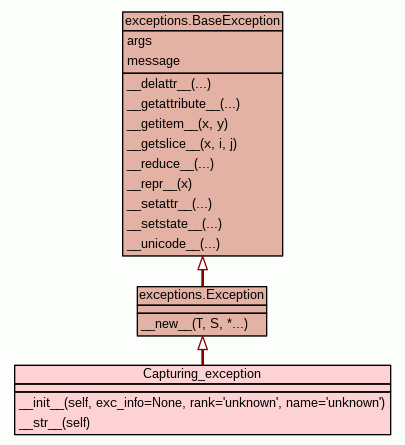 exceptions.BaseException
args
message
__delattr__(...)
__getattribute__(...)
__getitem__(x, y)
__getslice__(x, i, j)
__reduce__(...)
__repr__(x)
__setattr__(...)
__setstate__(...)
__unicode__(...)
exceptions.Exception
__new__(T, S, *...)
Capturing_exception
__init__(self, exc_info=None, rank='unknown', name='unknown')
__str__(self)